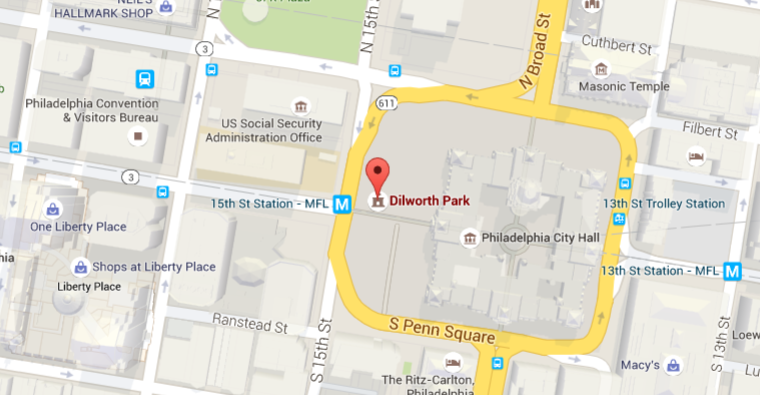 NEIL'S
HALLMARK SHOP
N 15th
N Broad St
Cuthbert St
3
Masonic Temple
Philadelphia Convention
& Visitors Bureau
611
US Social Security
Administration Office
Filbert St
3
Dilworth Park
15th St Station - MFL
M
13th St Trolley Station
One Liberty Place
Philadelphia City Hall
Shops at Liberty Place
13th St Station - MFL
M
Liberty Place
Ranstead St
S Penn Square
S 15th St
S 13th St
Macy's
The Ritz-Carlton,
Philadelphia